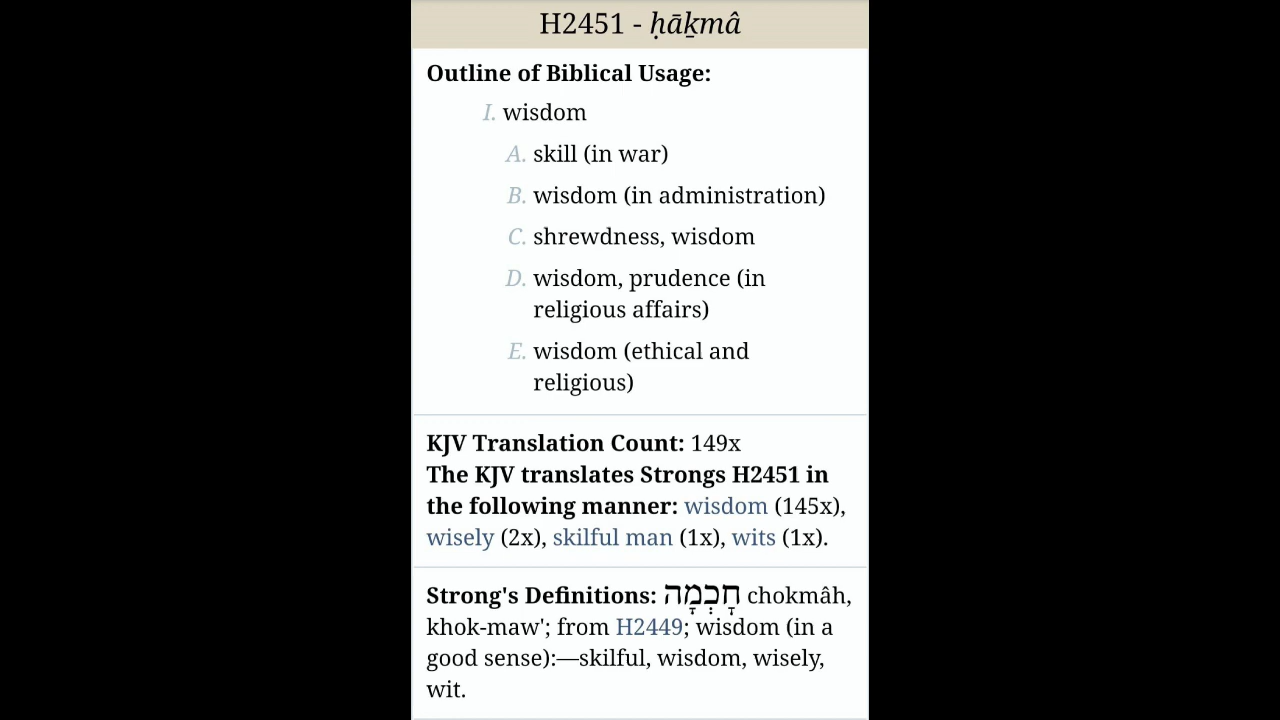 H2451 - ḥāḵmâ
Outline of Biblical Usage:
I. wisdom
A. skill (in war)
B. wisdom (in administration)
C. shrewdness, wisdom
D. wisdom, prudence (in
religious affairs)
E. wisdom (ethical and
religious)
KJV Translation Count: 149x
The KJV translates Strongs H2451 in
the following manner: wisdom (145x),
wisely (2x), skilful man (1x), wits (1x).
Strong's Definitions: חָכְמָה chokmâh,
khok-maw'; from H2449; wisdom (in a
good sense):—skilful, wisdom, wisely,
wit.